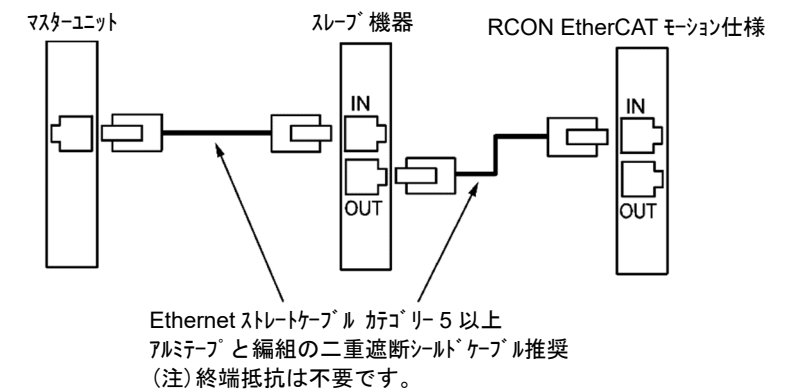 ﾏｽﾀｰﾕﾆｯﾄ
ｽﾚｰﾌﾞ機器
RCON EtherCAT ﾓｰｼｮﾝ仕様
IN
IN
OUT
OUT
Ethernet ｽﾄﾚｰﾄｹｰﾌﾞﾙ ｶﾃｺﾞﾘｰ 5 以上
ｱﾙﾐﾃｰﾌﾟと編組の二重遮断ｼｰﾙﾄﾞｹｰﾌﾞﾙ推奨
（注）終端抵抗は不要です。